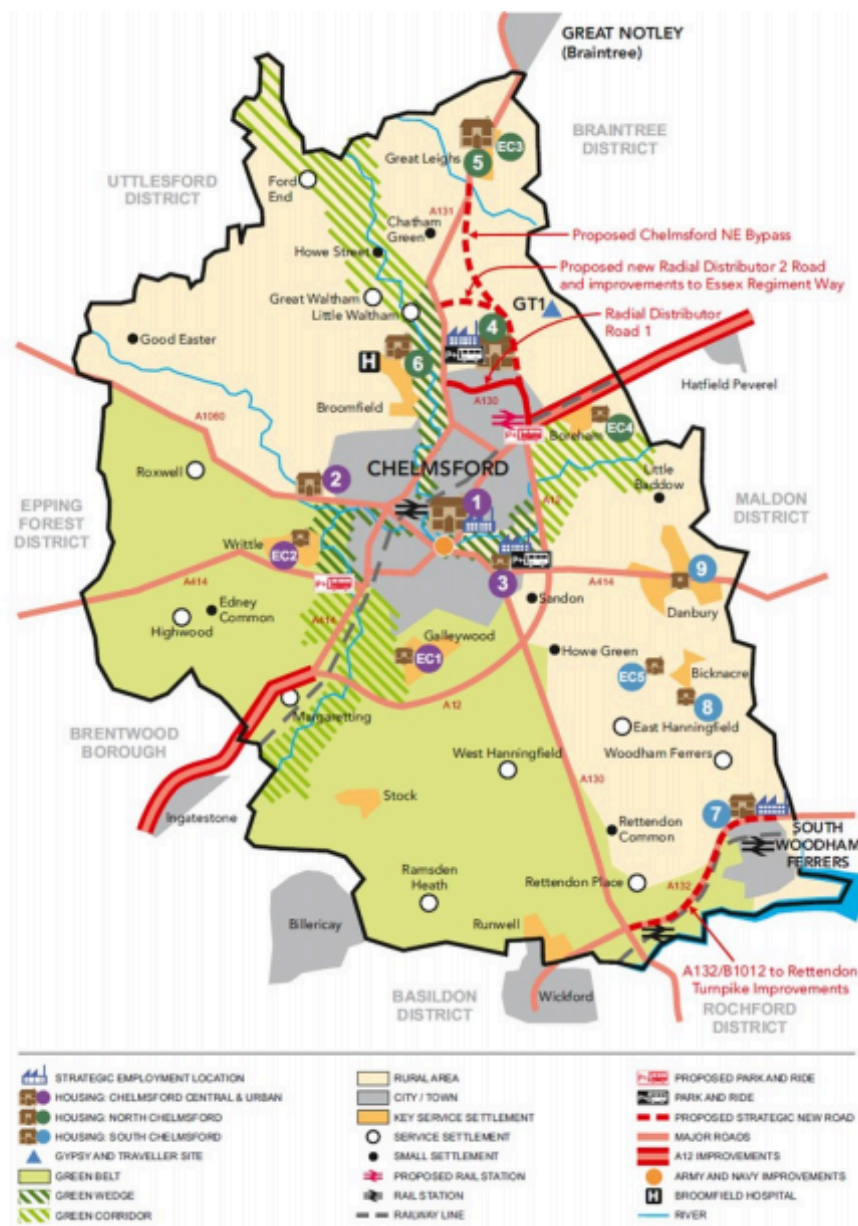 GREAT NOTLEY
(Braintree)
BRAINTREE
DISTRICT
UTTLESFORD
DISTRICT
Great Leighs
EC3
5
Ford
End
A131
Chatham
Green
Proposed Chelmsford NE Bypass
Howe Street
Proposed new Radial Distributor 2 Road
and improvements to Essex Regiment Way
Great Waltham
Little Waltham
GT1
Radial Distributor
Road 1
4
Good Easter
P+
6
H
Hatfield Peverel
A130
Broomfield
A1060
P+
Boreham
EC4
CHELMSFORD
Roxwell
2
Little
Baddow
EPPING
FOREST
DISTRICT
MALDON
DISTRICT
1
A12
Writtle
EC2
9
P+
3
P+
A414
A414
Danbury
Sandon
Edney
Common
Highwood
A414
Galleywood
EC1
Howe Green
EC5
Bicknacre
8
Margaretting
A12
East Hanningfield
BRENTWOOD
BOROUGH
West Hanningfield
Woodham Ferrers
A130
Stock
Ingatestone
7
Rettendon
Common
SOUTH
WOODHAM
FERRERS
Ramsden
Heath
Rettendon Place
A132
Billericay
Runwell
A132/B1012 to Rettendon
Turnpike Improvements
BASILDON
DISTRICT
Wickford
ROCHFORD
DISTRICT
STRATEGIC EMPLOYMENT LOCATION
HOUSING: CHELMSFORD CENTRAL & URBAN
HOUSING: NORTH CHELMSFORD
HOUSING: SOUTH CHELMSFORD
GYPSY AND TRAVELLER SITE
GREEN BELT
GREEN WEDGE
GREEN CORRIDOR
RURAL AREA
CITY / TOWN
KEY SERVICE SETTLEMENT
SERVICE SETTLEMENT
SMALL SETTLEMENT
PROPOSED RAIL STATION
RAIL STATION
RAILWAY LINE
P+
PROPOSED PARK AND RIDE
P+
PARK AND RIDE
PROPOSED STRATEGIC NEW ROAD
MAJOR ROADS
A12 IMPROVEMENTS
ARMY AND NAVY IMPROVEMENTS
H
BROOMFIELD HOSPITAL
RIVER